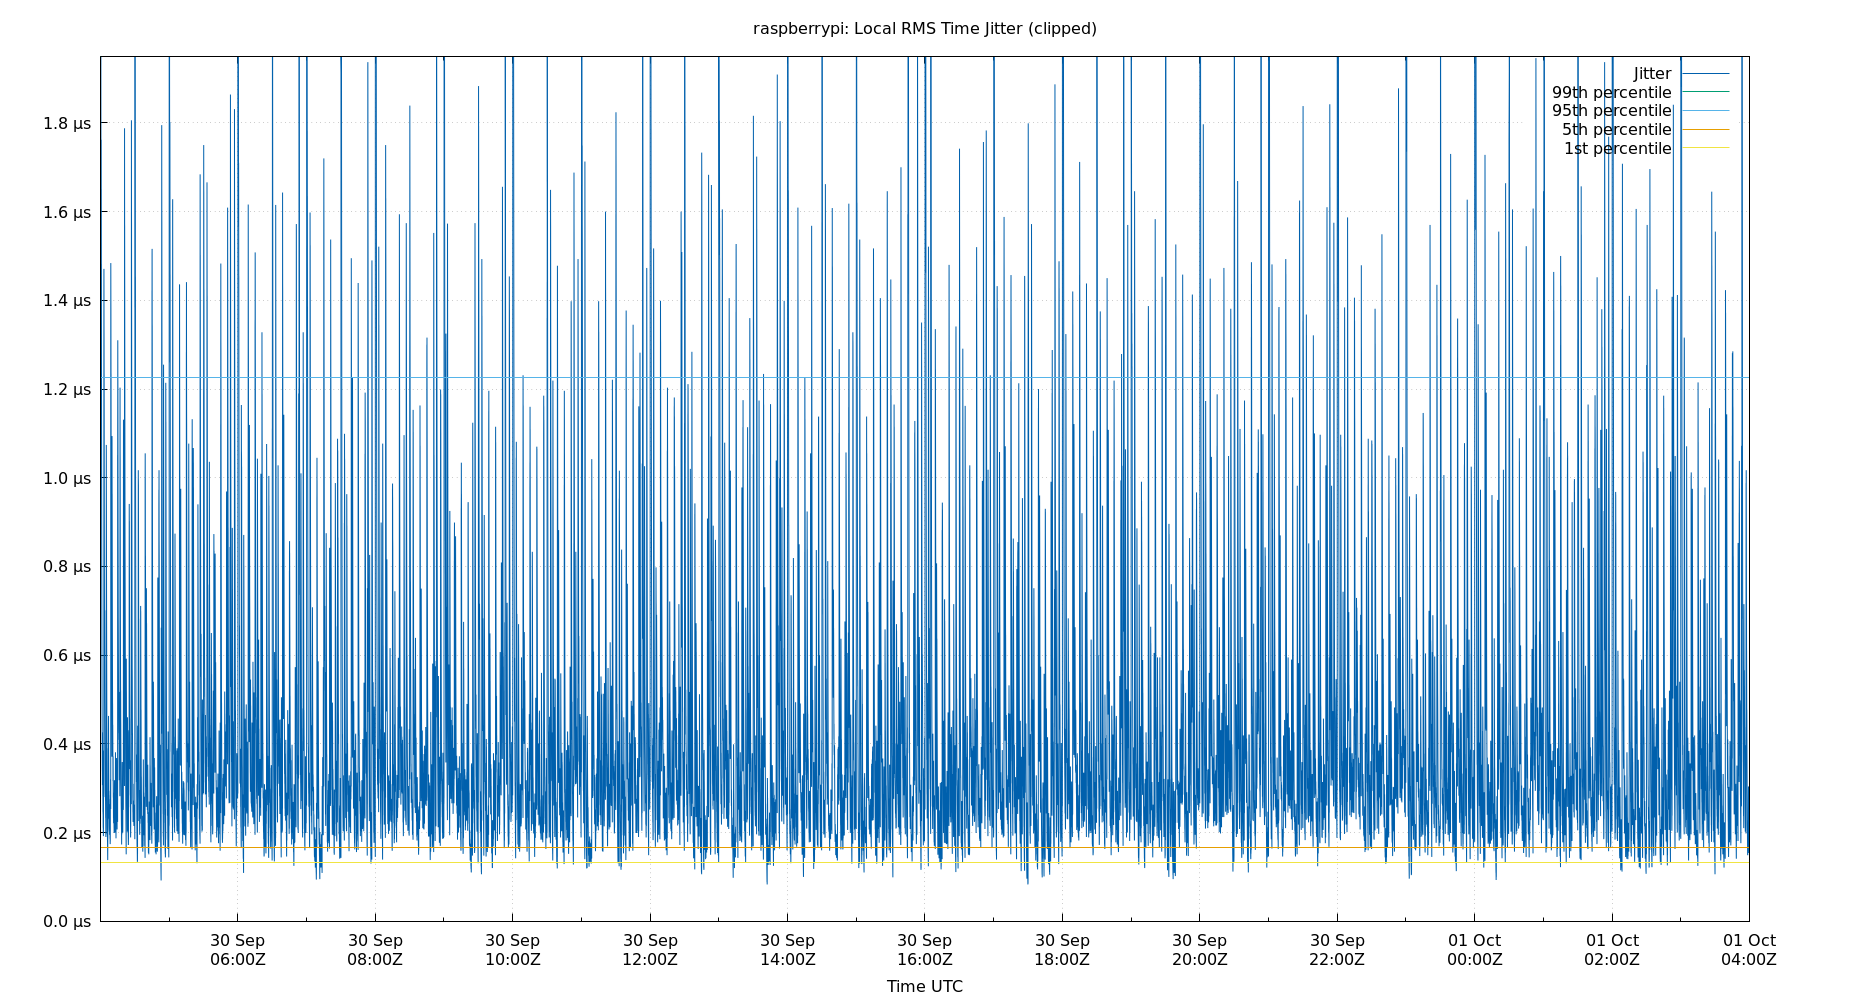 raspberrypi: Local RMS Time Jitter (clipped)
Jitter
99th percentile
95th percentile
5th percentile
1st percentile
1.8 µs
1.6 µs
1.4 µs
1.2 µs
1.0 µs
0.8 µs
0.6 µs
0.4 µs
0.2 µs
0.0 µs
30 Sep 30 Sep 30 Sep 30 Sep 30 Sep 30 Sep 30 Sep 30 Sep 30 Sep 01 Oct 01 Oct 01 Oct
06:00Z 08:00Z 10:00Z 12:00Z 14:00Z 16:00Z 18:00Z 20:00Z 22:00Z 00:00Z 02:00Z 04:00Z
Time UTC